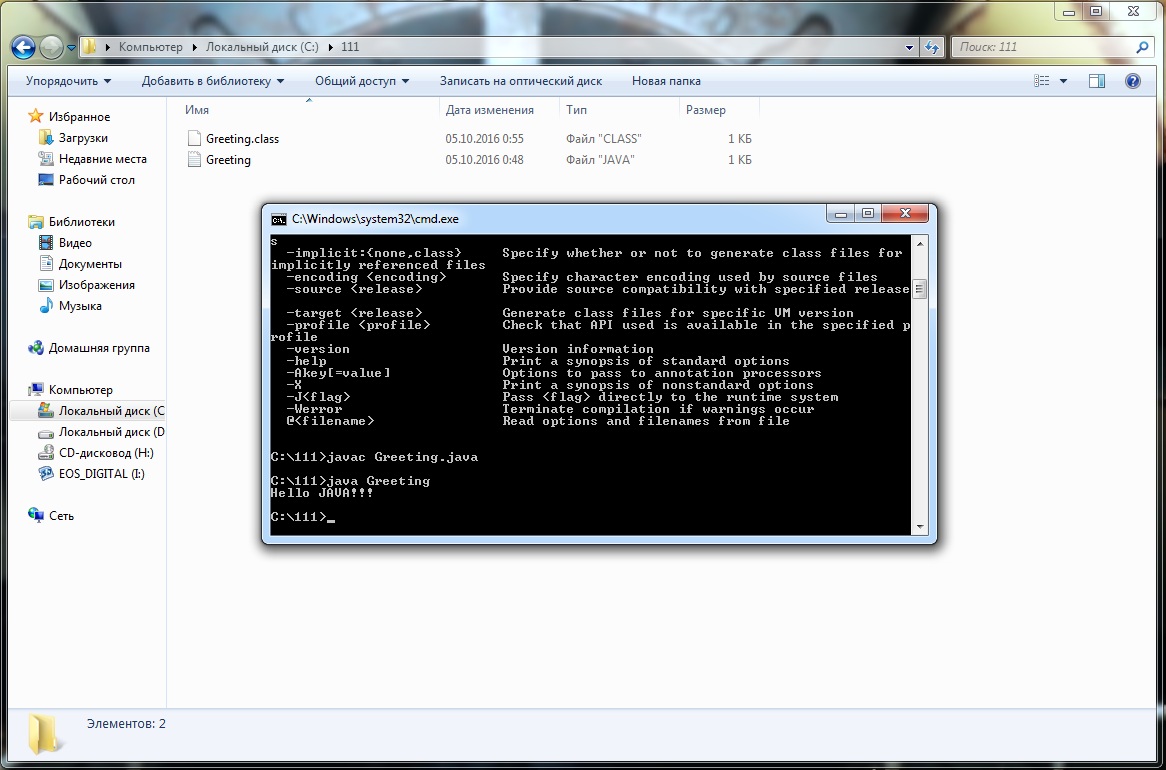 Компьютер ▸ Локальный диск (C:) ▸ 111
Поиск: 111
Упорядочить Добавить в библиотеку Общий доступ Записать на оптический диск Новая папка
Избранное
Загрузки
Недавние места
Рабочий стол
Библиотеки
Видео
Документы
Изображения
Музыка
Домашняя группа
Компьютер
Локальный диск (C
Локальный диск (D
CD-дисковод (H:)
EOS_DIGITAL (I:)
Сеть
Имя Дата изменения Тип Размер
Greeting.class 05.10.2016 0:55 Файл "CLASS" 1 КБ
Greeting 05.10.2016 0:48 Файл "JAVA" 1 КБ
C:\Windows\system32\cmd.exe
s
-implicit:{none,class} Specify whether or not to generate class files for
implicitly referenced files
-encoding <encoding> Specify character encoding used by source files
-source <release> Provide source compatibility with specified release
-target <release> Generate class files for specific VM version
-profile <profile> Check that API used is available in the specified p
rofile
-version Version information
-help Print a synopsis of standard options
-Akey[=value] Options to pass to annotation processors
-X Print a synopsis of nonstandard options
-J<flag> Pass <flag> directly to the runtime system
-Werror Terminate compilation if warnings occur
@<filename> Read options and filenames from file
C:\111>javac Greeting.java
C:\111>java Greeting
Hello JAVA!!!
C:\111>_
Элементов: 2